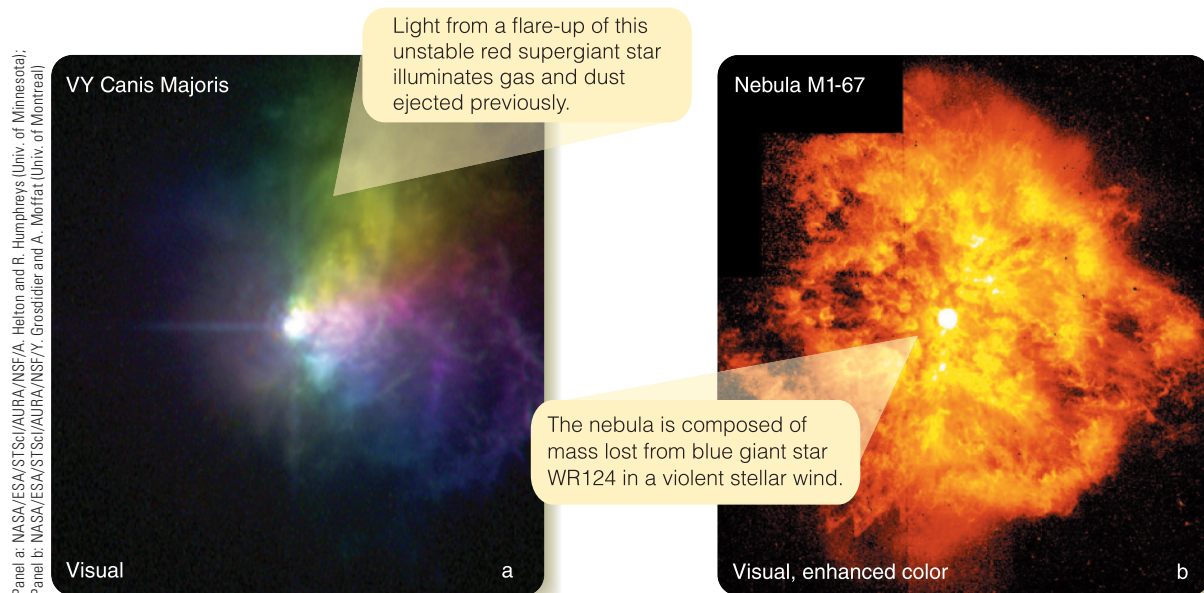 Panel a: NASA/ESA/STScI/AURA/NSF/A. Helton and R. Humphreys (Univ. of Minnesota);
Panel b: NASA/ESA/STScI/AURA/NSF/Y. Grosdidier and A. Moffat (Univ. of Montreal)
VY Canis Majoris
Light from a flare-up of this
unstable red supergiant star
illuminates gas and dust
ejected previously.
Visual
a
Nebula M1-67
The nebula is composed of
mass lost from blue giant star
WR124 in a violent stellar wind.
Visual, enhanced color
b